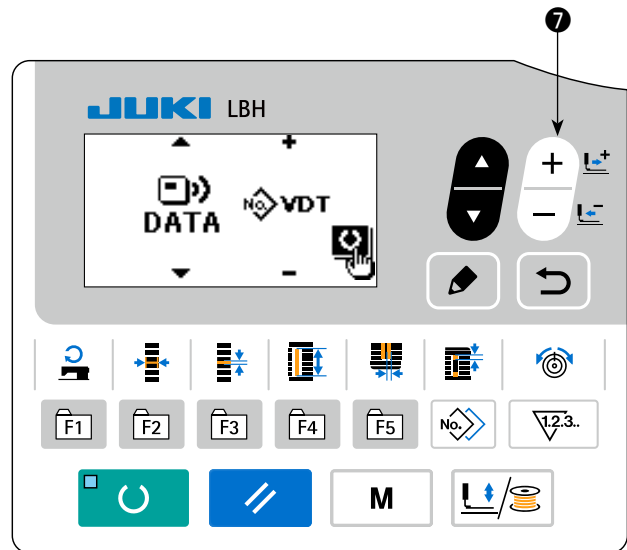 7
JUKI LBH
DATA
No. VDT
+
−
+
−
+
−
F1 F2 F3 F4 F5 No. 1.2.3..
M